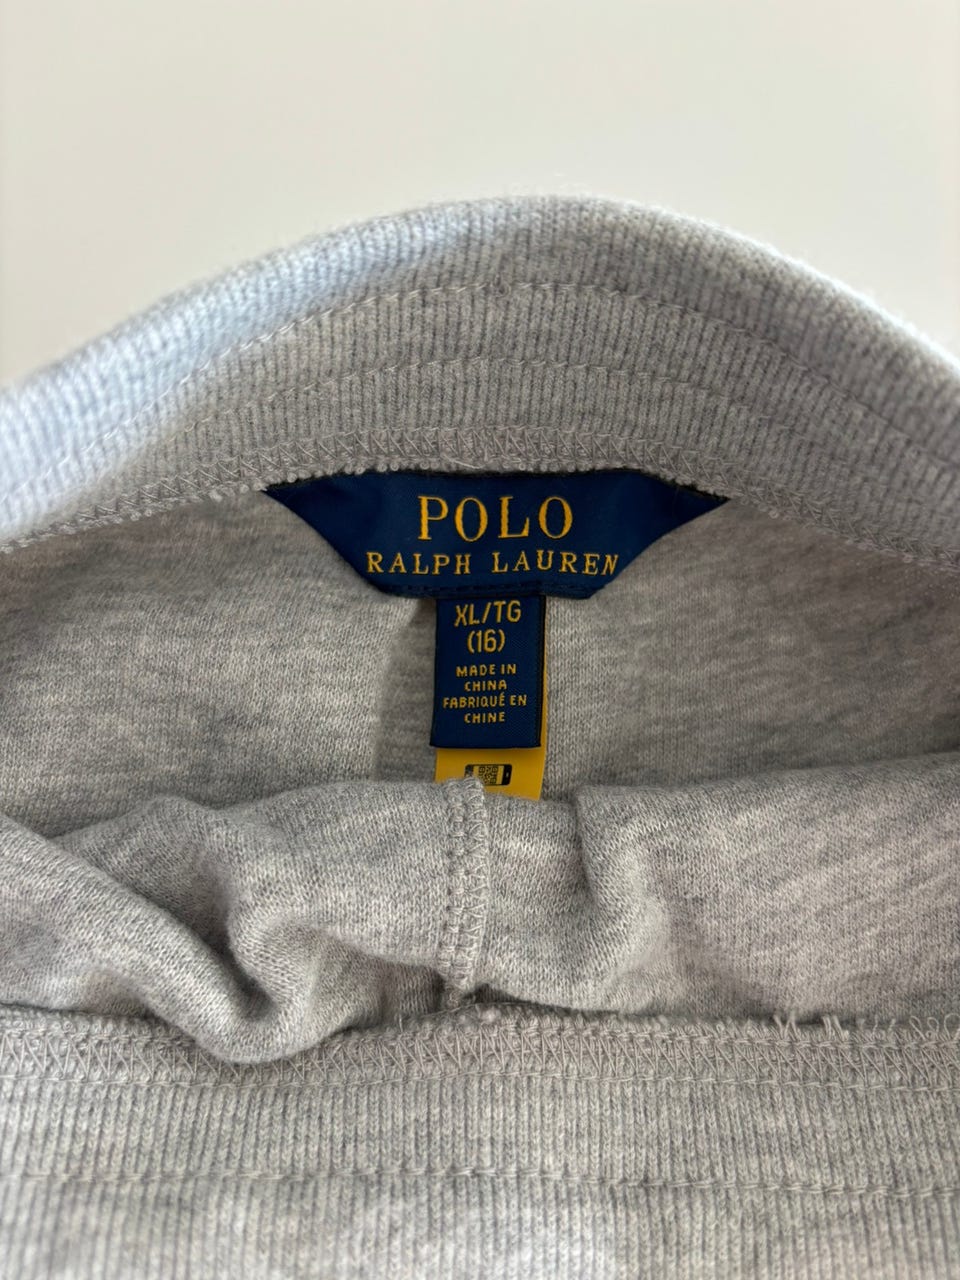 POLO
RALPH LAUREN
XL/TG
(16)
MADE IN
CHINA
FABRIQUÉ EN
CHINE